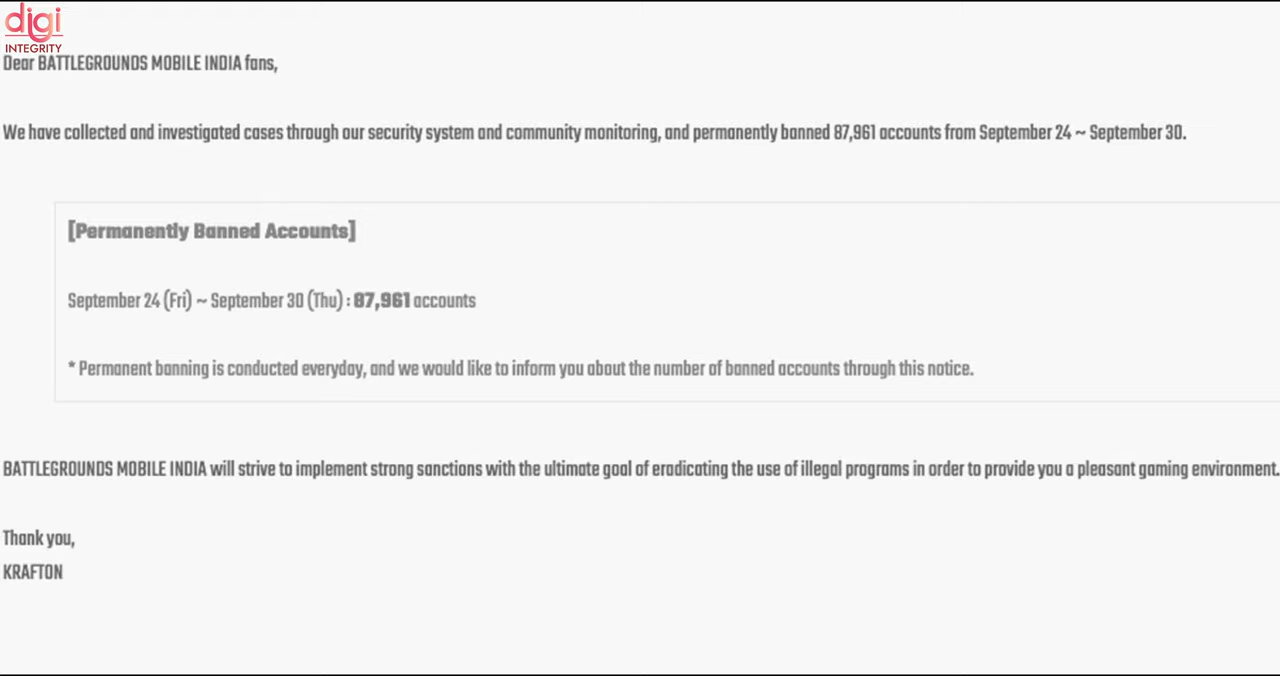 digi
INTEGRITY
Dear BATTLEGROUNDS MOBILE INDIA fans,
We have collected and investigated cases through our security system and community monitoring, and permanently banned 87,961 accounts from September 24 ~ September 30.
[Permanently Banned Accounts]
September 24 (Fri) ~ September 30 (Thu) : 87,961 accounts
* Permanent banning is conducted everyday, and we would like to inform you about the number of banned accounts through this notice.
BATTLEGROUNDS MOBILE INDIA will strive to implement strong sanctions with the ultimate goal of eradicating the use of illegal programs in order to provide you a pleasant gaming environment.
Thank you,
KRAFTON